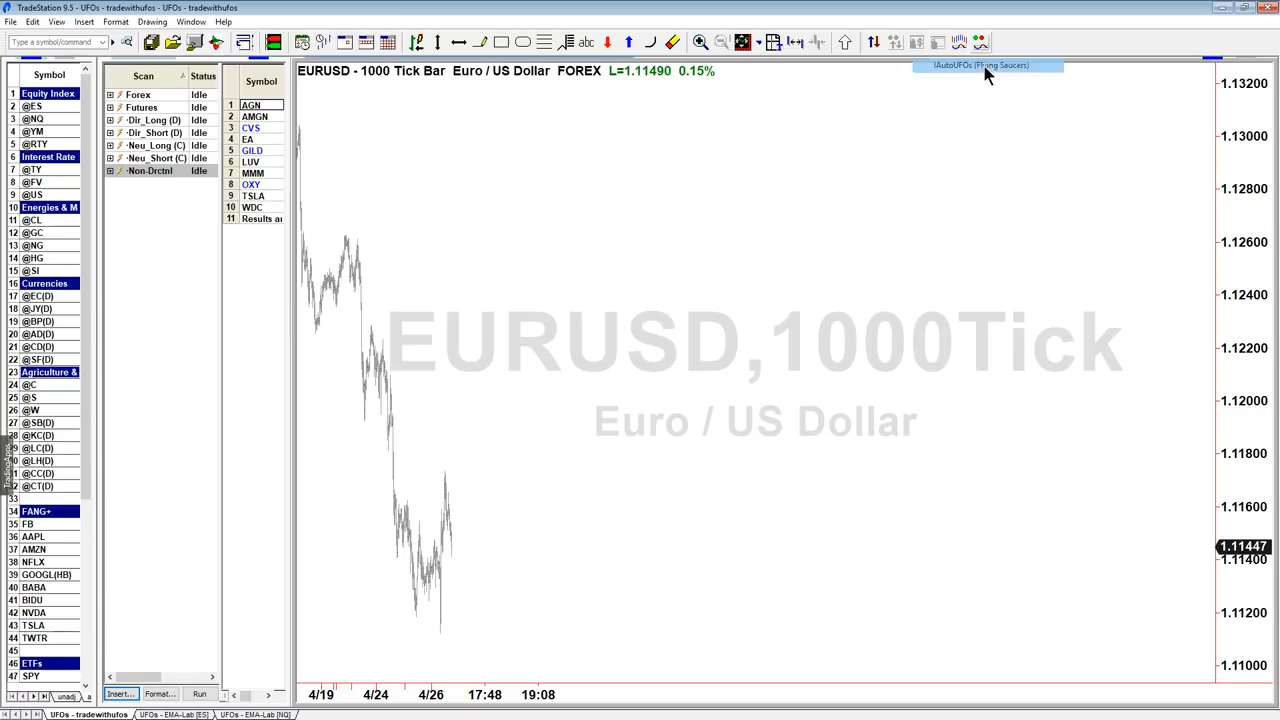 TradeStation 9.5 - UFOs - tradewithufos - UFOs - tradewithufos
File Edit View Insert Format Drawing Window Help
Type a symbol/command
abc
Symbol
1 Equity Index
2 @ES
3 @NQ
4 @YM
5 @RTY
6 Interest Rate
7 @TY
8 @FV
9 @US
10 Energies & M
11 @CL
12 @GC
13 @NG
14 @HG
15 @SI
16 Currencies
17 @EC(D)
18 @JY(D)
19 @BP(D)
20 @AD(D)
21 @CD(D)
22 @SF(D)
23 Agriculture &
24 @C
25 @S
26 @W
27 @SB(D)
28 @KC(D)
@LC(D)
@LH(D)
@CC(D)
@CT(D)
33
34 FANG+
35 FB
36 AAPL
37 AMZN
38 NFLX
39 GOOGL(HB)
40 BABA
41 BIDU
42 NVDA
43 TSLA
44 TWTR
45
46 ETFs
47 SPY
unadj a
Scan Status
Forex Idle
Futures Idle
·Dir_Long (D) Idle
·Dir_Short (D) Idle
·Neu_Long (C) Idle
·Neu_Short (C) Idle
·Non-Drctnl Idle
Insert... Format... Run
Symbol
1 AGN
2 AMGN
3 CVS
4 EA
5 GILD
6 LUV
7 MMM
8 OXY
9 TSLA
10 WDC
11 Results ar
EURUSD - 1000 Tick Bar Euro / US Dollar FOREX L=1.11490 0.15%
IAutoUFOs (Flying Saucers)
EURUSD,1000Tick
Euro / US Dollar
1.13200
1.13000
1.12800
1.12600
1.12400
1.12200
1.12000
1.11800
1.11600
1.11447
1.11400
1.11200
1.11000
4/19 4/24 4/26 17:48 19:08
UFOs - tradewithufos UFOs - EMA-Lab [ES] UFOs - EMA-Lab [NQ]